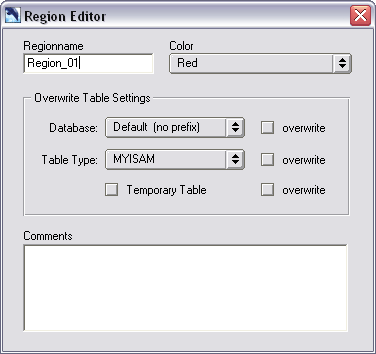 Region Editor
Regionname Color
Region_01 Red
Overwrite Table Settings
Database: Default (no prefix) overwrite
Table Type: MYISAM overwrite
Temporary Table overwrite
Comments